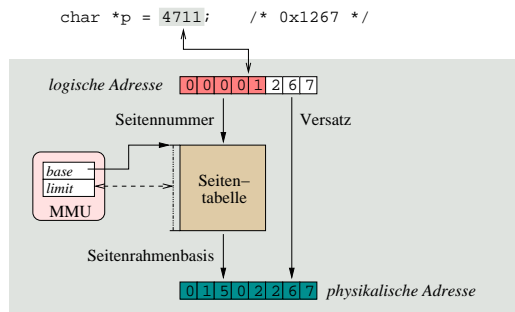 char *p = 4711; /* 0x1267 */
logische Adresse 0 0 0 0 1 2 6 7
Seitennummer Versatz
base
limit
MMU
Seiten–
tabelle
Seitenrahmenbasis
0 1 5 0 2 2 6 7 physikalische Adresse